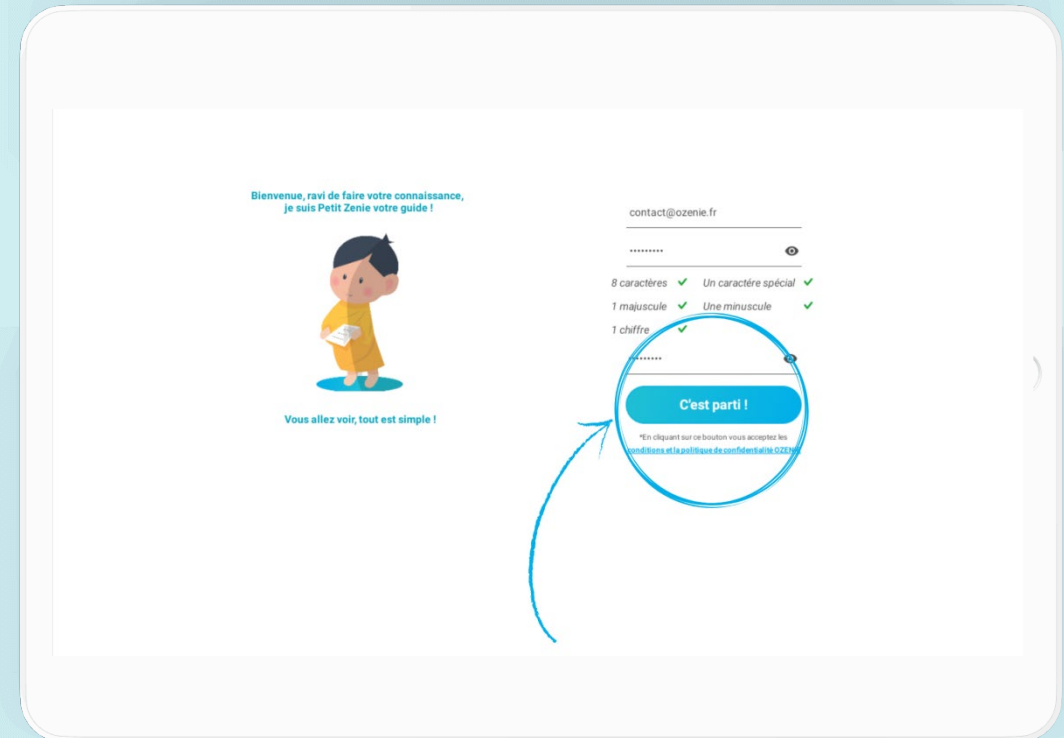 Bienvenue, ravi de faire votre connaissance,
je suis Petit Zenie votre guide !
Vous allez voir, tout est simple !
contact@ozenie.fr
•••••••••
8 caractères Un caractére spécial
1 majuscule Une minuscule
1 chiffre
•••••••••
C'est parti !
*En cliquant sur ce bouton vous acceptez les
conditions et la politique de confidentialité OZENIE